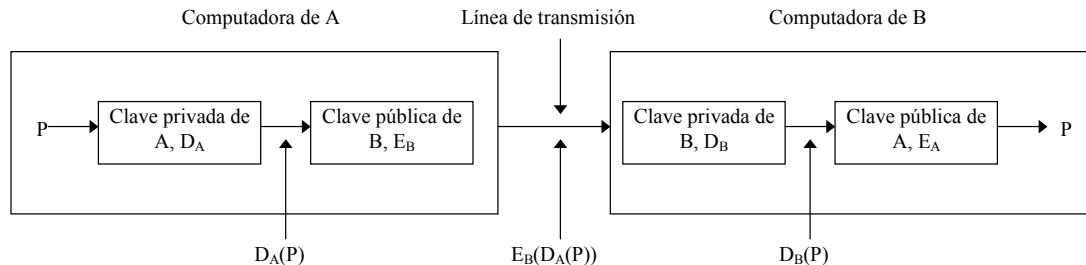 Computadora de A
Línea de transmisión
Computadora de B
P
Clave privada de
A, D_A
Clave pública de
B, E_B
Clave privada de
B, D_B
Clave pública de
A, E_A
P
D_A(P)
E_B(D_A(P))
D_B(P)